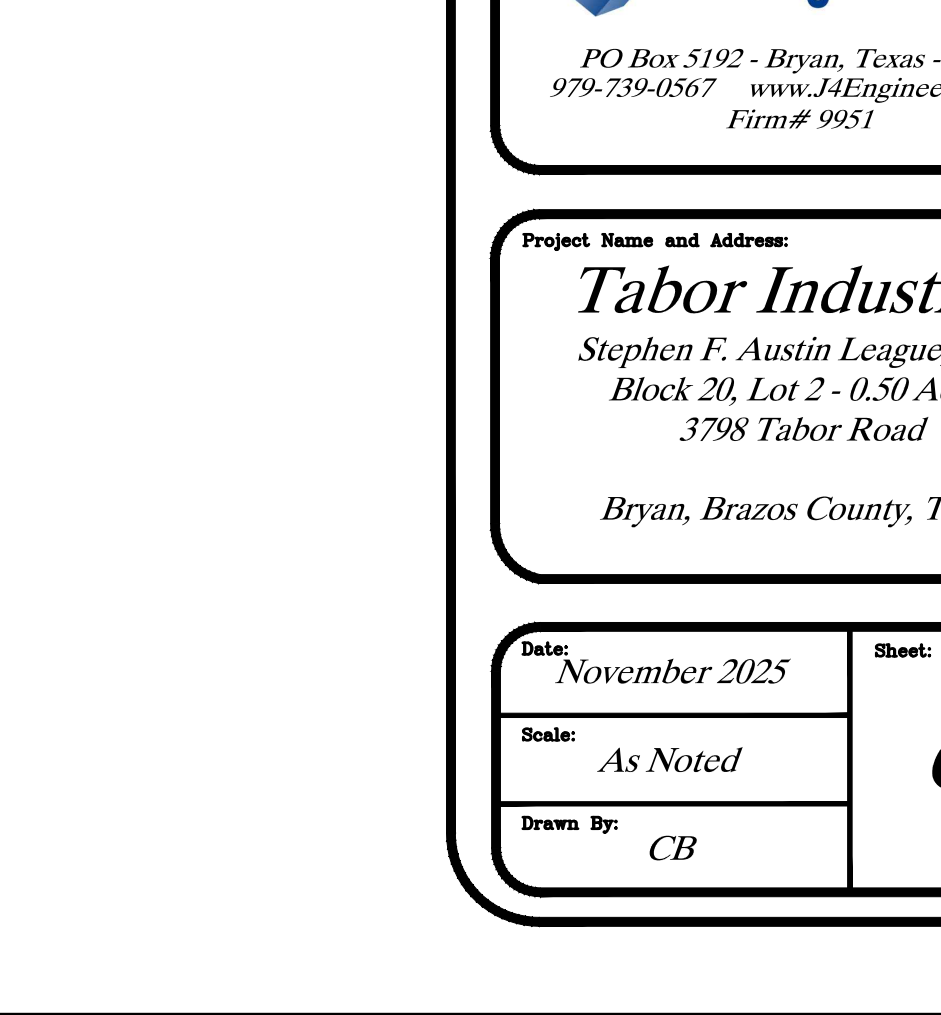 PO Box 5192 - Bryan, Texas -
979-739-0567 www.J4Enginee
Firm# 9951
Project Name and Address:
Tabor Indust
Stephen F. Austin League,
Block 20, Lot 2 - 0.50 A
3798 Tabor Road
Bryan, Brazos County, T
Date:
November 2025
Sheet:
Scale:
As Noted
Drawn By:
CB